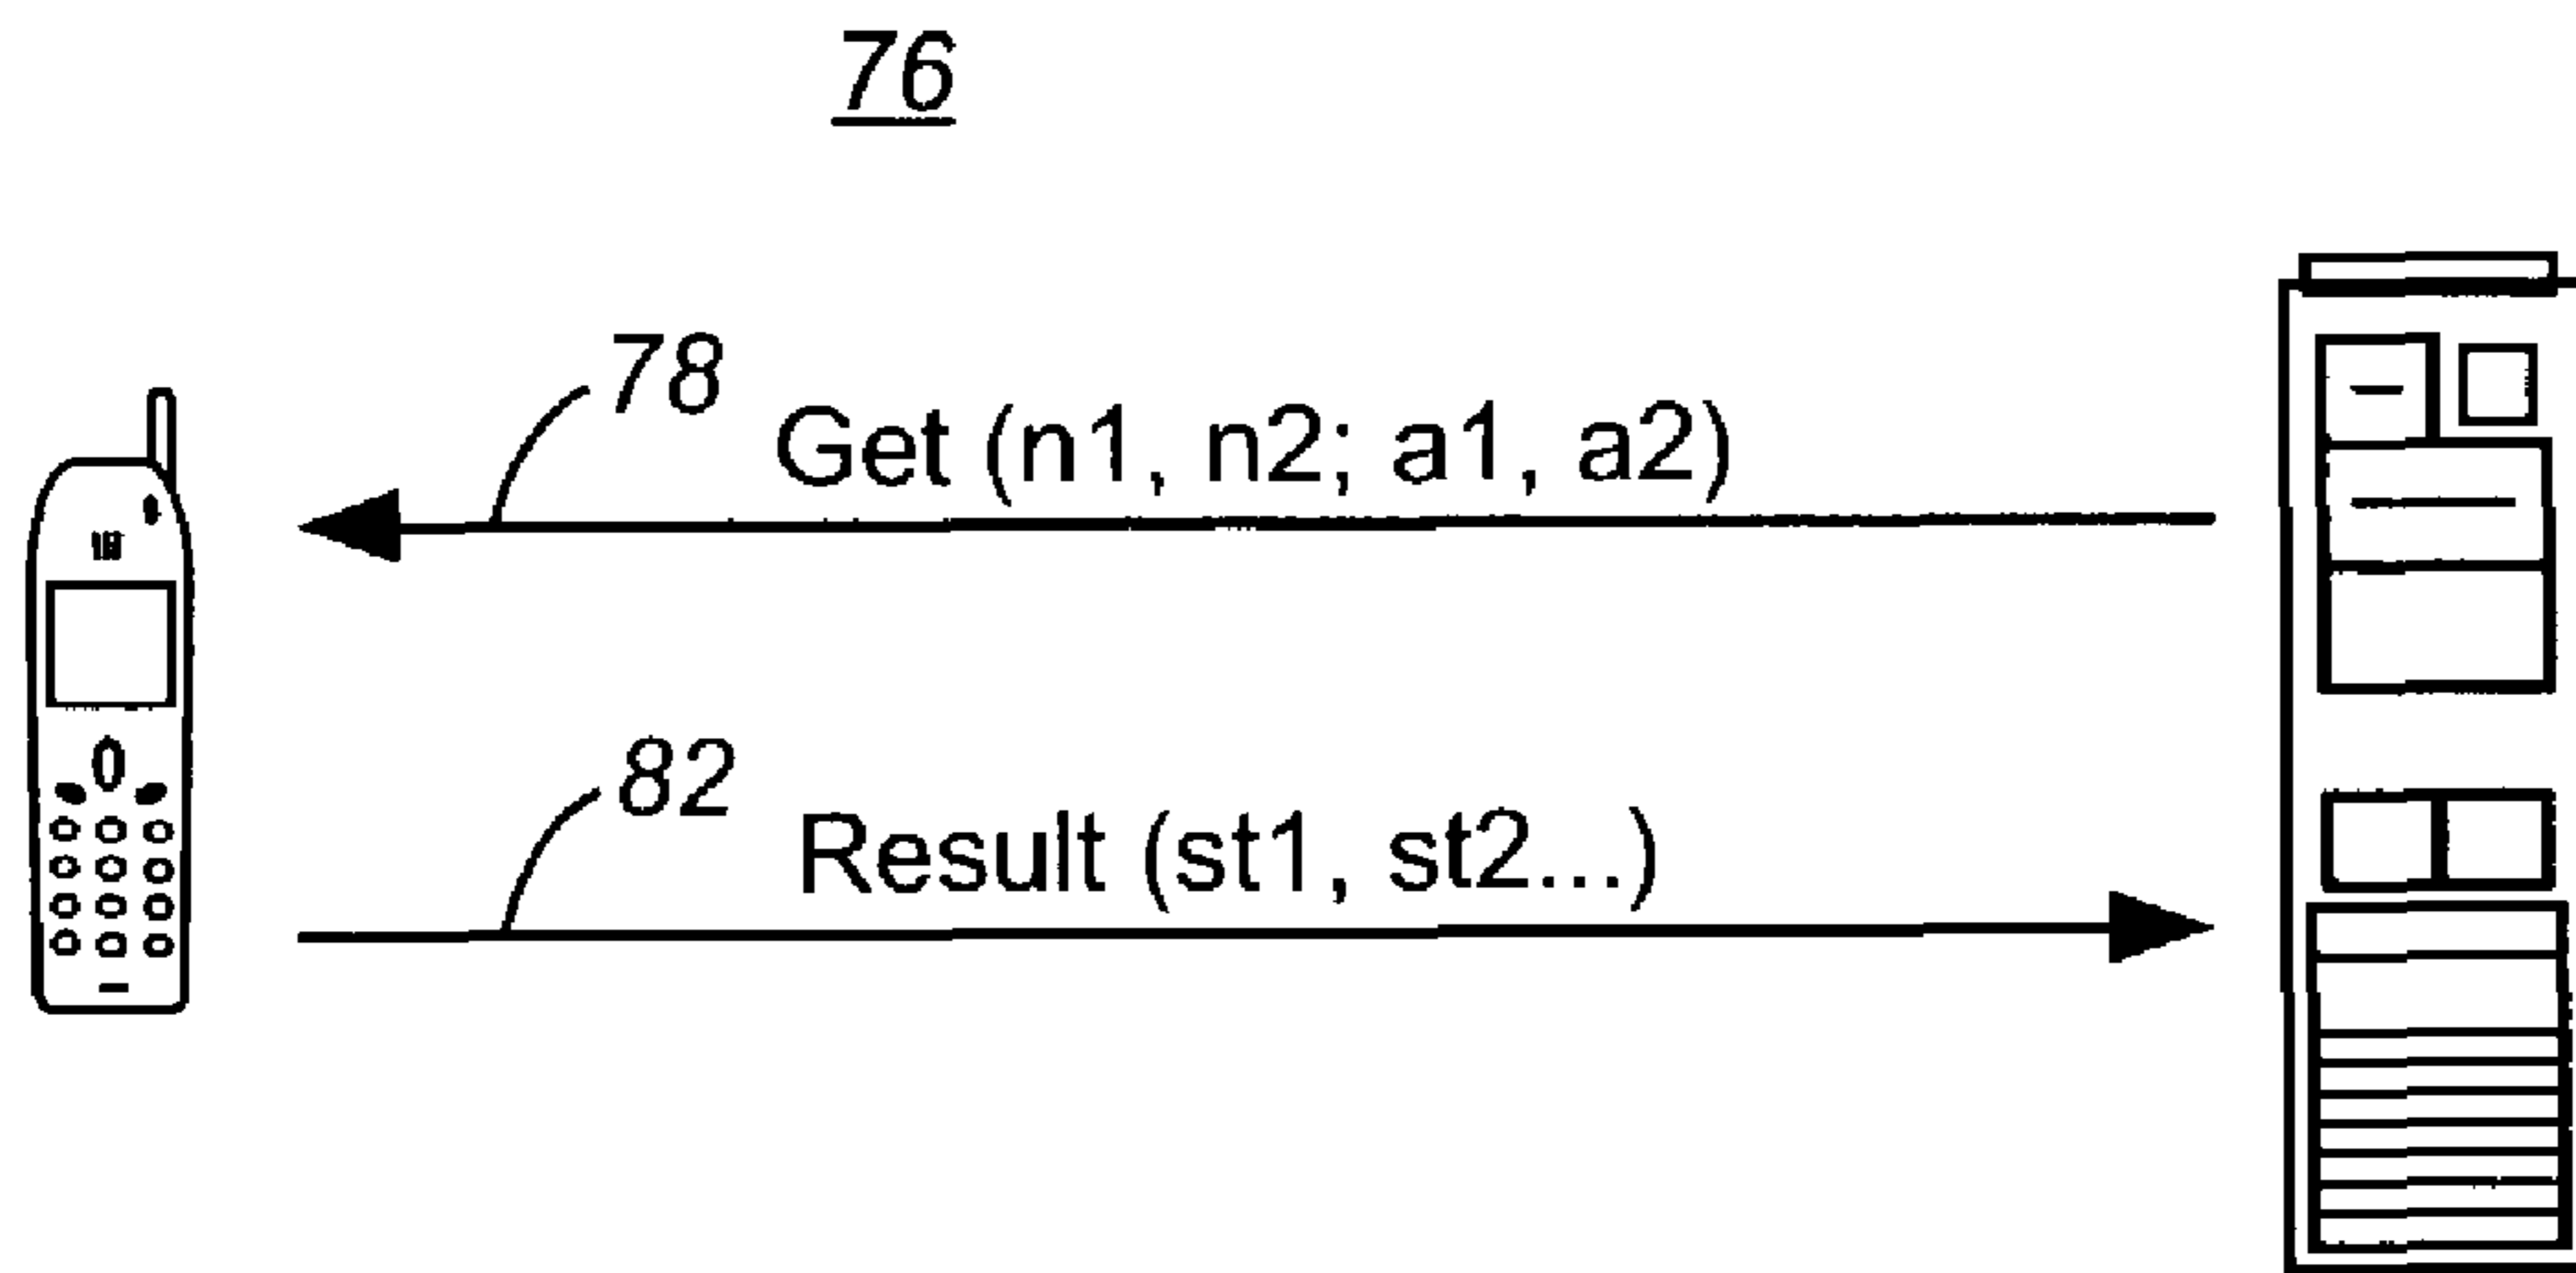 76
78
Get (n1, n2; a1, a2)
82
Result (st1, st2...)